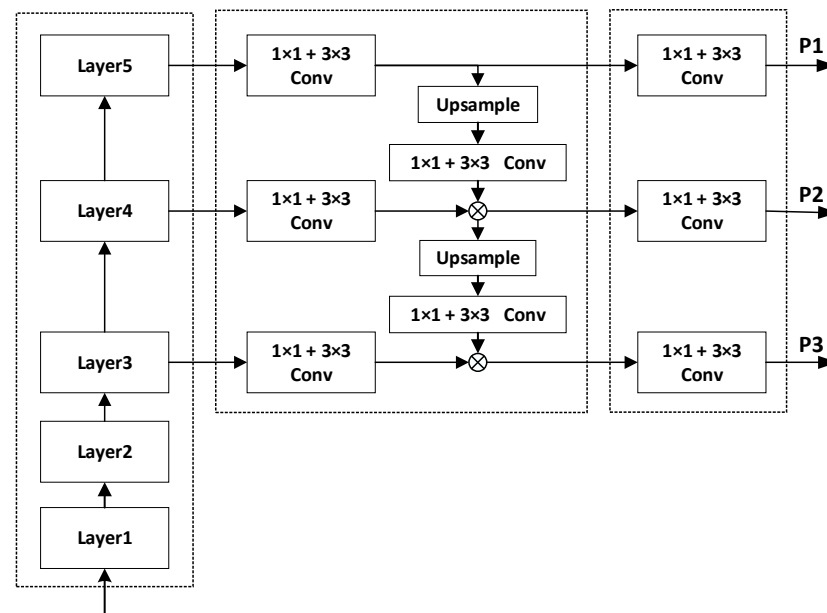 Layer5
1×1 + 3×3
Conv
1×1 + 3×3
Conv
P1
Upsample
1×1 + 3×3 Conv
Layer4
1×1 + 3×3
Conv
1×1 + 3×3
Conv
P2
Upsample
1×1 + 3×3 Conv
Layer3
1×1 + 3×3
Conv
1×1 + 3×3
Conv
P3
Layer2
Layer1